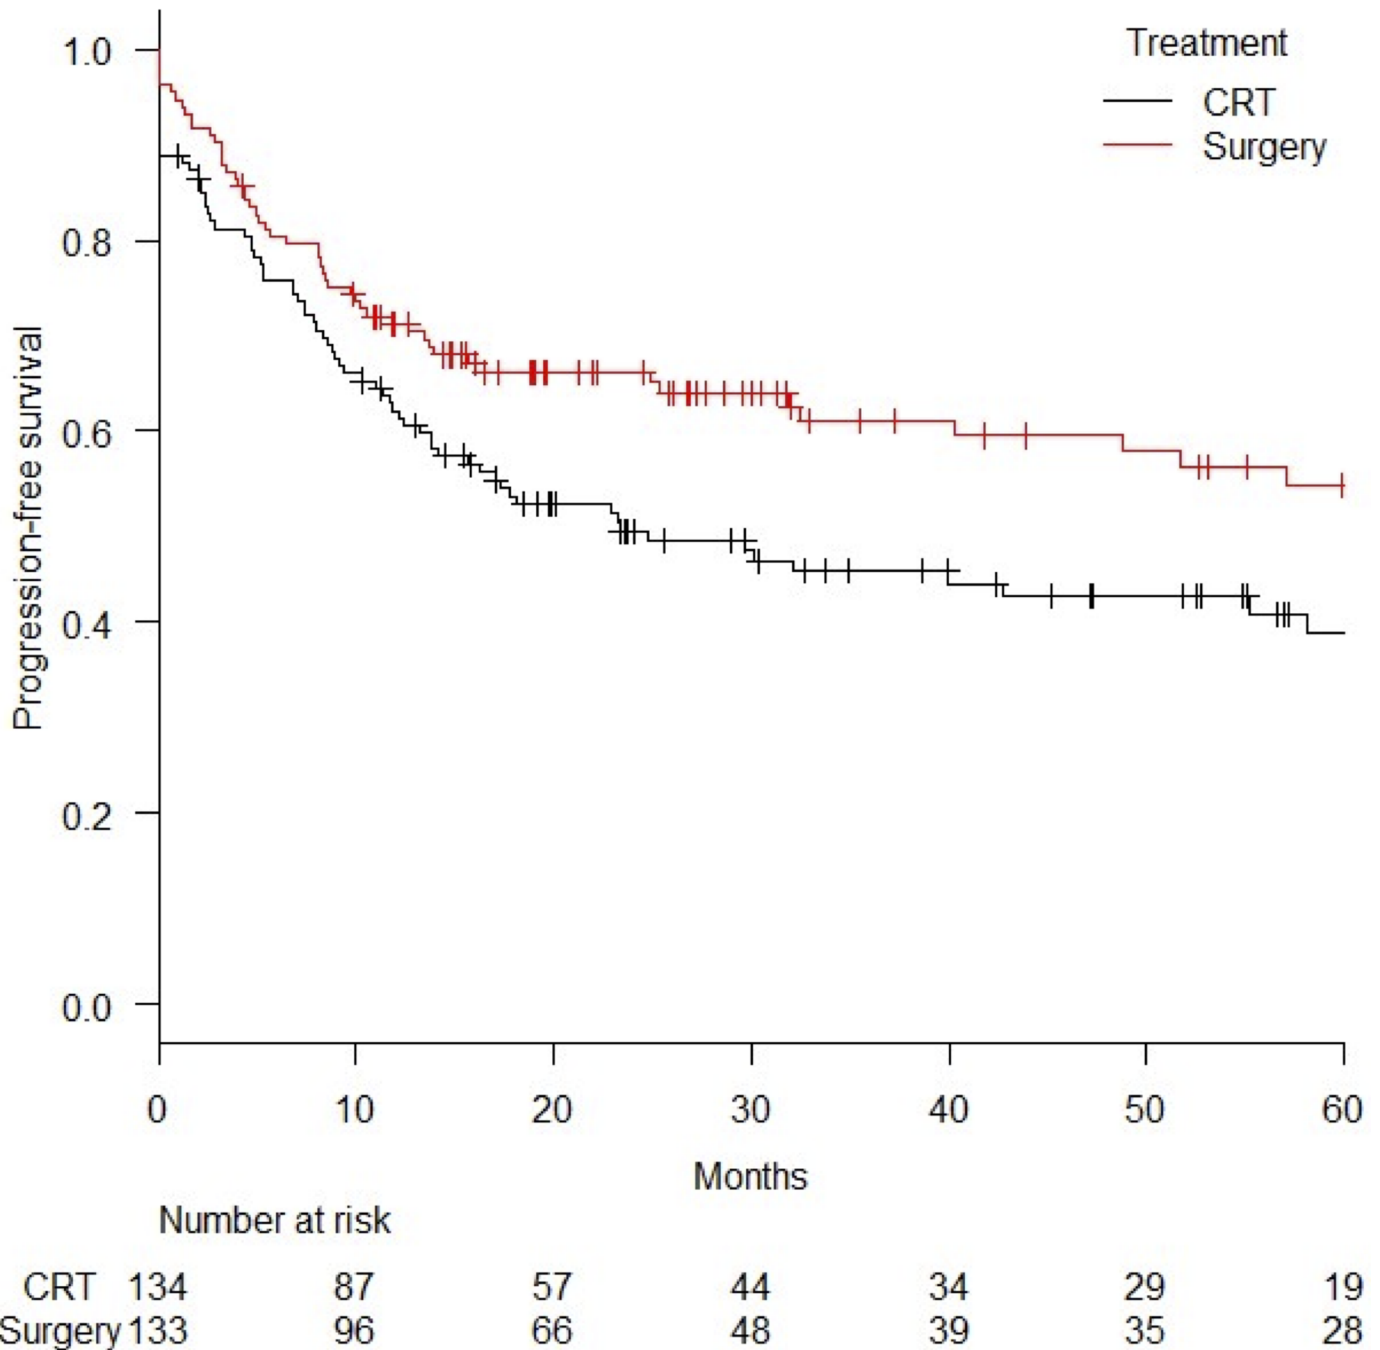 Treatment
CRT
Surgery
Progression-free survival
1.0
0.8
0.6
0.4
0.2
0.0
0 10 20 30 40 50 60
Months
Number at risk
CRT 134 87 57 44 34 29 19
Surgery 133 96 66 48 39 35 28